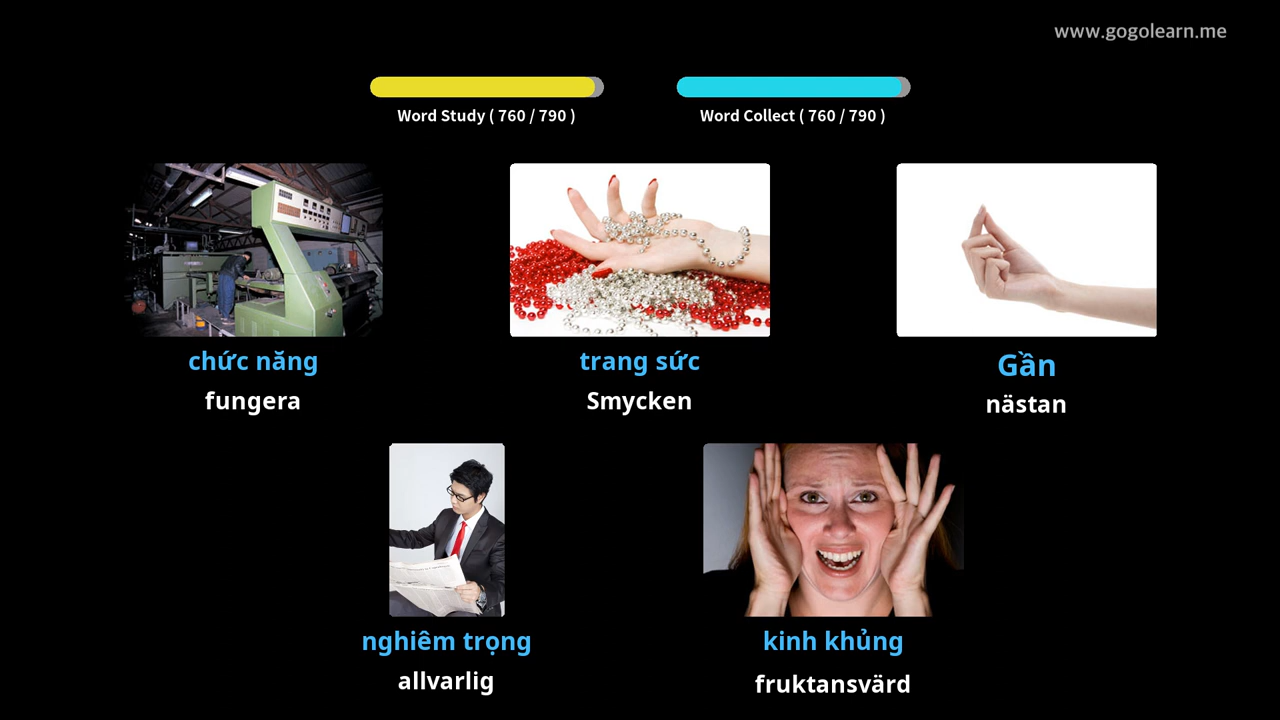 www.gogolearn.me
Word Study ( 760 / 790 )
Word Collect ( 760 / 790 )
chức năng
fungera
trang sức
Smycken
Gần
nästan
nghiêm trọng
allvarlig
kinh khủng
fruktansvärd